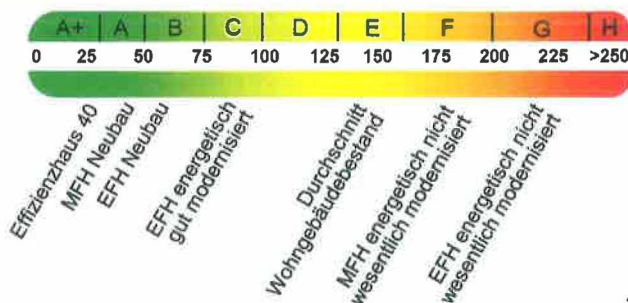 A+ A B C D E F G H
0 25 50 75 100 125 150 175 200 225 >250
Effizienzhaus 40
MFH Neubau
EFH Neubau
EFH energetisch
gut modernisiert
Durchschnitt
Wohngebäudebestand
MFH energetisch nicht
wesentlich modernisiert
EFH energetisch nicht
wesentlich modernisiert